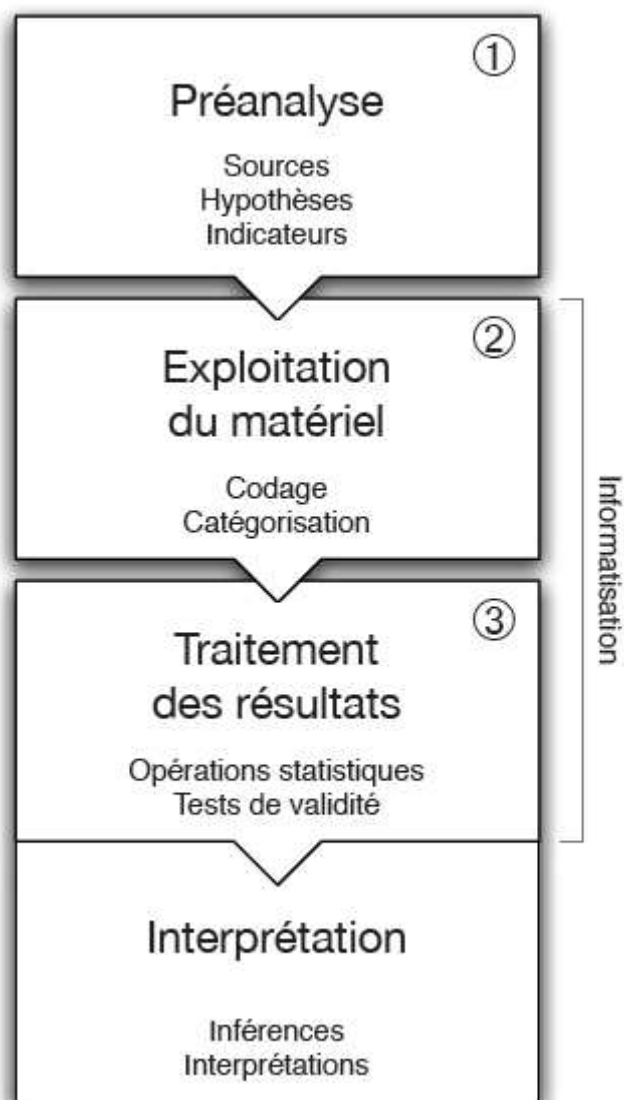 ①
Préanalyse
Sources
Hypothèses
Indicateurs
②
Exploitation
du matériel
Codage
Catégorisation
Informatisation
③
Traitement
des résultats
Opérations statistiques
Tests de validité
Interprétation
Inférences
Interprétations